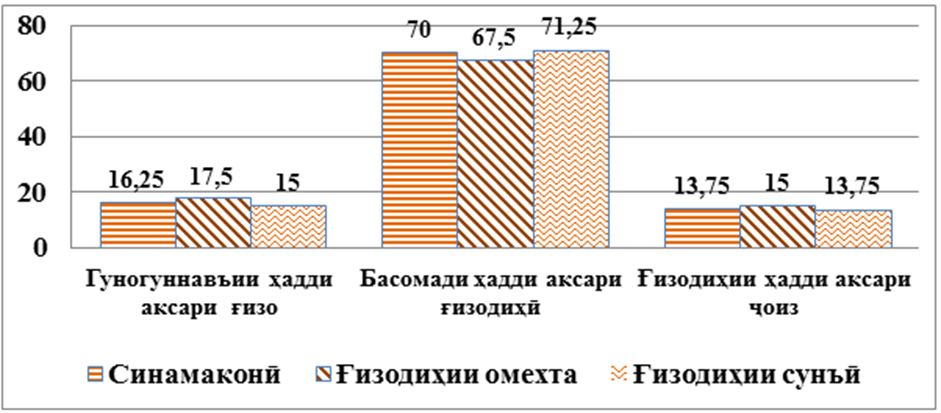 80
60
40
20
0
16,25 17,5 15
70 67,5 71,25
13,75 15 13,75
Гуногуннавъии ҳадди
аксари ғизо
Басомади ҳадди аксари
ғизодиҳӣ
Ғизодиҳии ҳадди аксари
ҷоиз
Синамаконӣ Ғизодиҳии омехта Ғизодиҳии сунъӣ